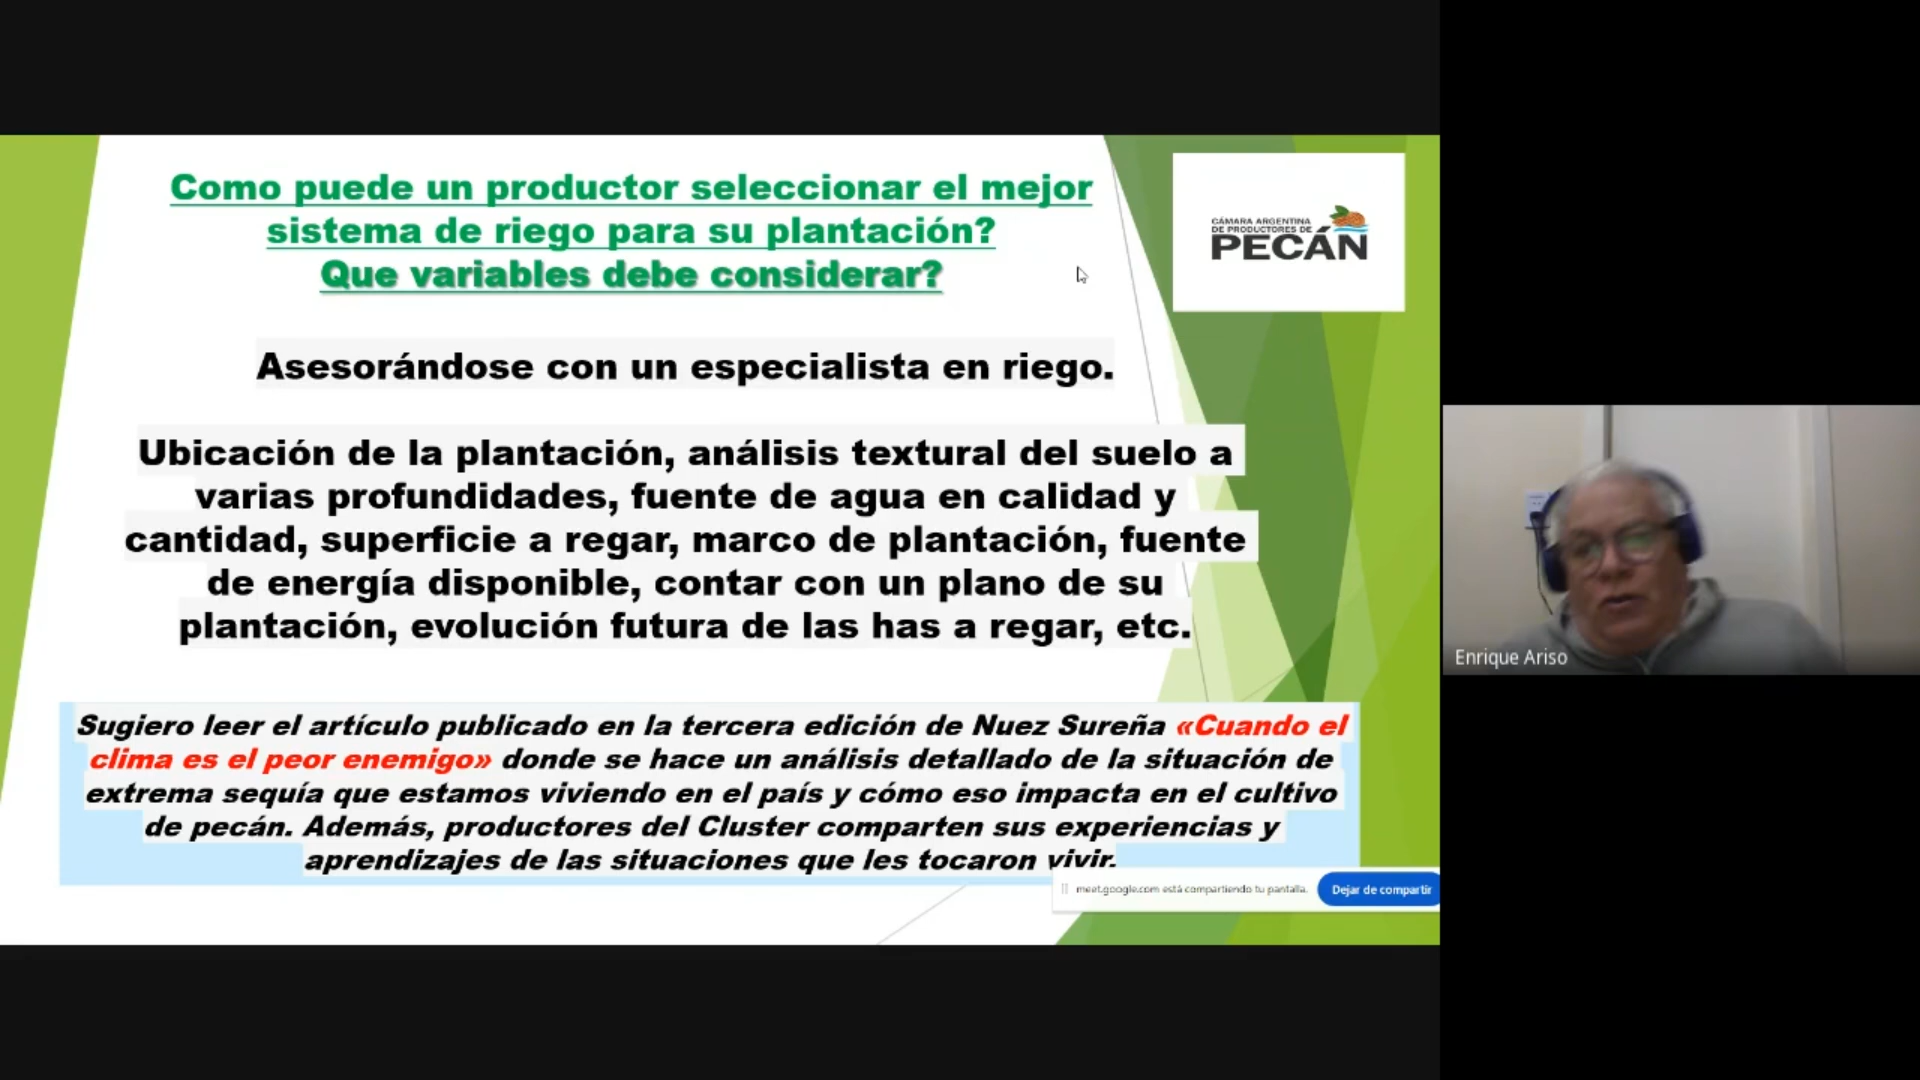 Como puede un productor seleccionar el mejor
sistema de riego para su plantación?
Que variables debe considerar?
CÁMARA ARGENTINA
DE PRODUCTORES DE
PECÁN
Asesorándose con un especialista en riego.
Ubicación de la plantación, análisis textural del suelo a
varias profundidades, fuente de agua en calidad y
cantidad, superficie a regar, marco de plantación, fuente
de energía disponible, contar con un plano de su
plantación, evolución futura de las has a regar, etc.
Sugiero leer el artículo publicado en la tercera edición de Nuez Sureña «Cuando el
clima es el peor enemigo» donde se hace un análisis detallado de la situación de
extrema sequía que estamos viviendo en el país y cómo eso impacta en el cultivo
de pecán. Además, productores del Cluster comparten sus experiencias y
aprendizajes de las situaciones que les tocaron vivir.
meet.google.com está compartiendo tu pantalla.
Dejar de compartir
Enrique Ariso